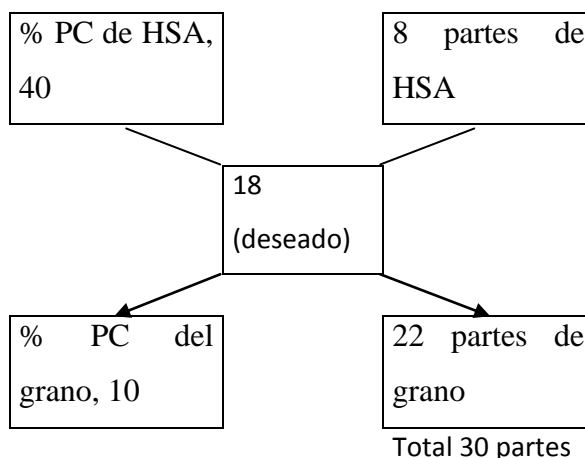 % PC de HSA,
40
8 partes de
HSA
18
(deseado)
% PC del
grano, 10
22 partes de
grano
Total 30 partes